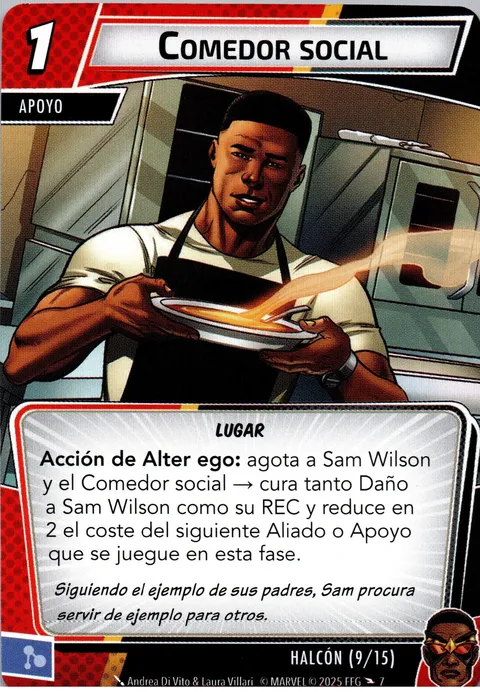 1
COMEDOR SOCIAL
APOYO
LUGAR
Acción de Alter ego: agota a Sam Wilson
y el Comedor social → cura tanto Daño
a Sam Wilson como su REC y reduce en
2 el coste del siguiente Aliado o Apoyo
que se juegue en esta fase.
Siguiendo el ejemplo de sus padres, Sam procura
servir de ejemplo para otros.
HALCÓN (9/15)
Andrea Di Vito & Laura Villari © MARVEL © 2025 FFG 7